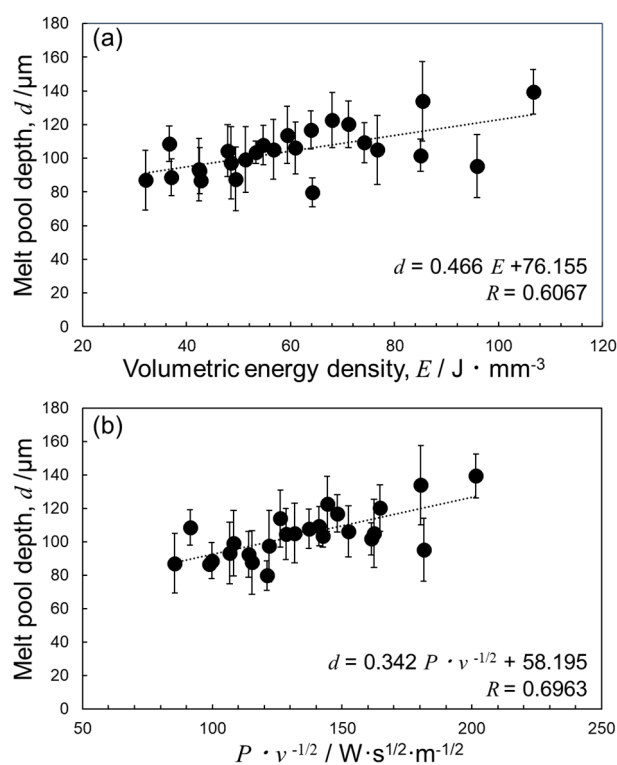 (a)
180
160
140
120
100
80
60
40
20
0
Melt pool depth, d /μm
d = 0.466 E +76.155
R = 0.6067
20 40 60 80 100 120
Volumetric energy density, E / J・mm-3
(b)
180
160
140
120
100
80
60
40
20
0
Melt pool depth, d /μm
d = 0.342 P・v -1/2 + 58.195
R = 0.6963
50 100 150 200 250
P・v -1/2 / W·s1/2·m-1/2